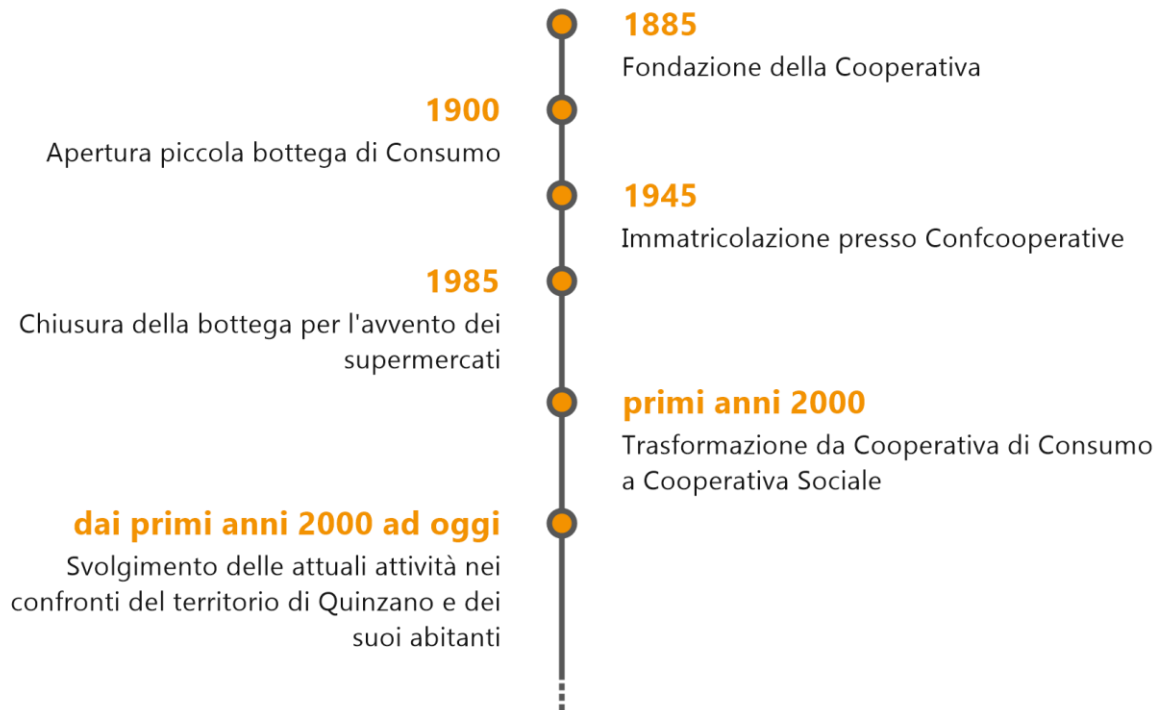 1885
Fondazione della Cooperativa
1900
Apertura piccola bottega di Consumo
1945
Immatricolazione presso Confcooperative
1985
Chiusura della bottega per l'avvento dei
supermercati
primi anni 2000
Trasformazione da Cooperativa di Consumo
a Cooperativa Sociale
dai primi anni 2000 ad oggi
Svolgimento delle attuali attività nei
confronti del territorio di Quinzano e dei
suoi abitanti